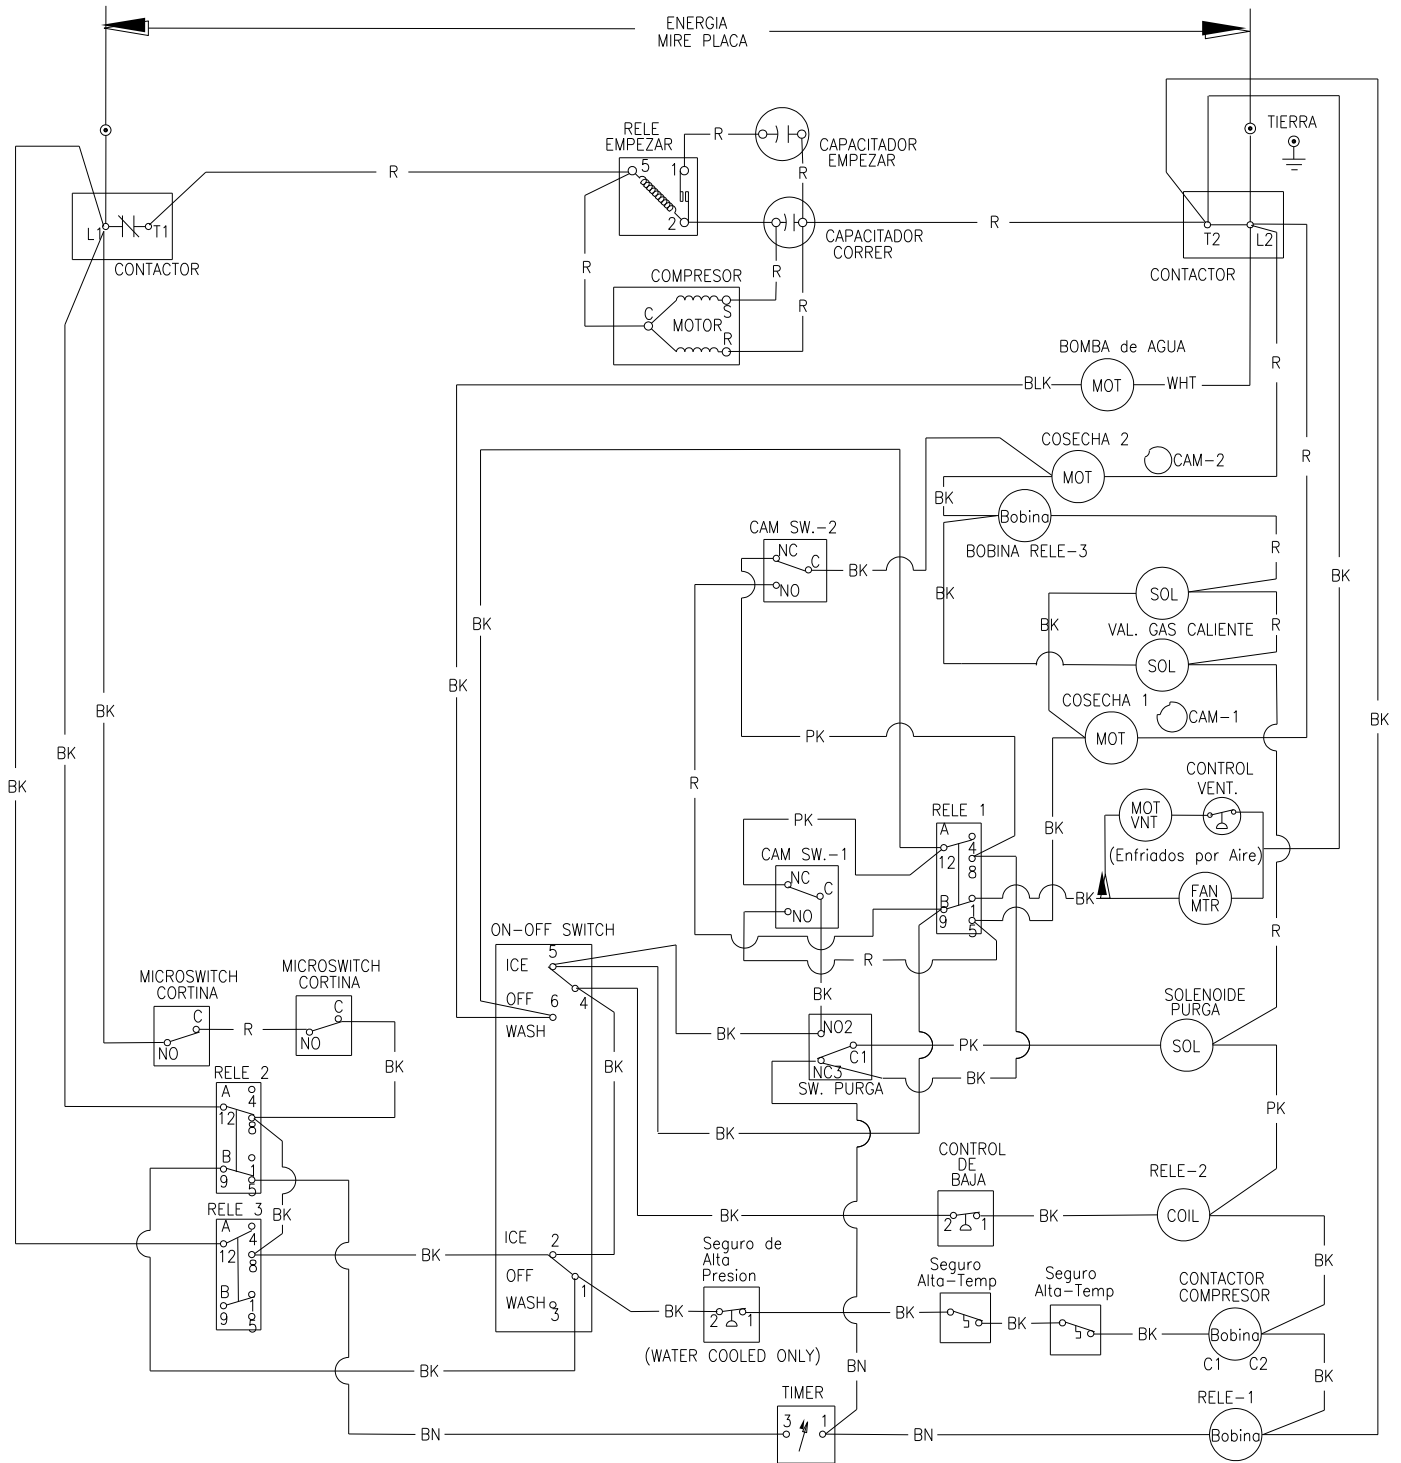 ENERGIA
MIRE PLACA
TIERRA
RELE
EMPEZAR
5
1
2
R
CAPACITADOR
EMPEZAR
R
R
L1
T1
CONTACTOR
R
CAPACITADOR
CORRER
R
T2
L2
CONTACTOR
COMPRESOR
R
C
MOTOR
S
R
R
BOMBA de AGUA
BLK
MOT
WHT
R
COSECHA 2
MOT
CAM-2
R
BK
Bobina
BOBINA RELE-3
R
CAM SW.-2
NC
C
NO
BK
BK
BK
SOL
BK
VAL. GAS CALIENTE
R
SOL
BK
BK
COSECHA 1
MOT
CAM-1
BK
BK
PK
BK
BK
R
CONTROL
VENT.
MOT
VNT
(Enfriados por Aire)
RELE 1
A
4
12
8
B
1
9
5
BK
PK
CAM SW.-1
NC
C
NO
BK
FAN
MTR
R
ON-OFF SWITCH
5
ICE
OFF
6
4
WASH
R
BK
MICROSWITCH
CORTINA
C
NO
R
MICROSWITCH
CORTINA
C
NO
BK
BK
BK
NO2
C1
NC3
SW. PURGA
PK
BK
SOLENOIDE
PURGA
SOL
RELE 2
A
4
12
8
B
1
9
5
BK
PK
RELE 3
A
4
12
8
B
1
9
5
BK
BK
BK
CONTROL
DE
BAJA
2
1
BK
RELE-2
COIL
BK
ICE
2
OFF
1
WASH
3
Seguro de
Alta
Presion
BK
2
1
(WATER COOLED ONLY)
BK
Seguro
Alta-Temp
BK
Seguro
Alta-Temp
BK
CONTACTOR
COMPRESOR
Bobina
C1
C2
BK
BK
BN
TIMER
3
1
BN
BN
RELE-1
Bobina